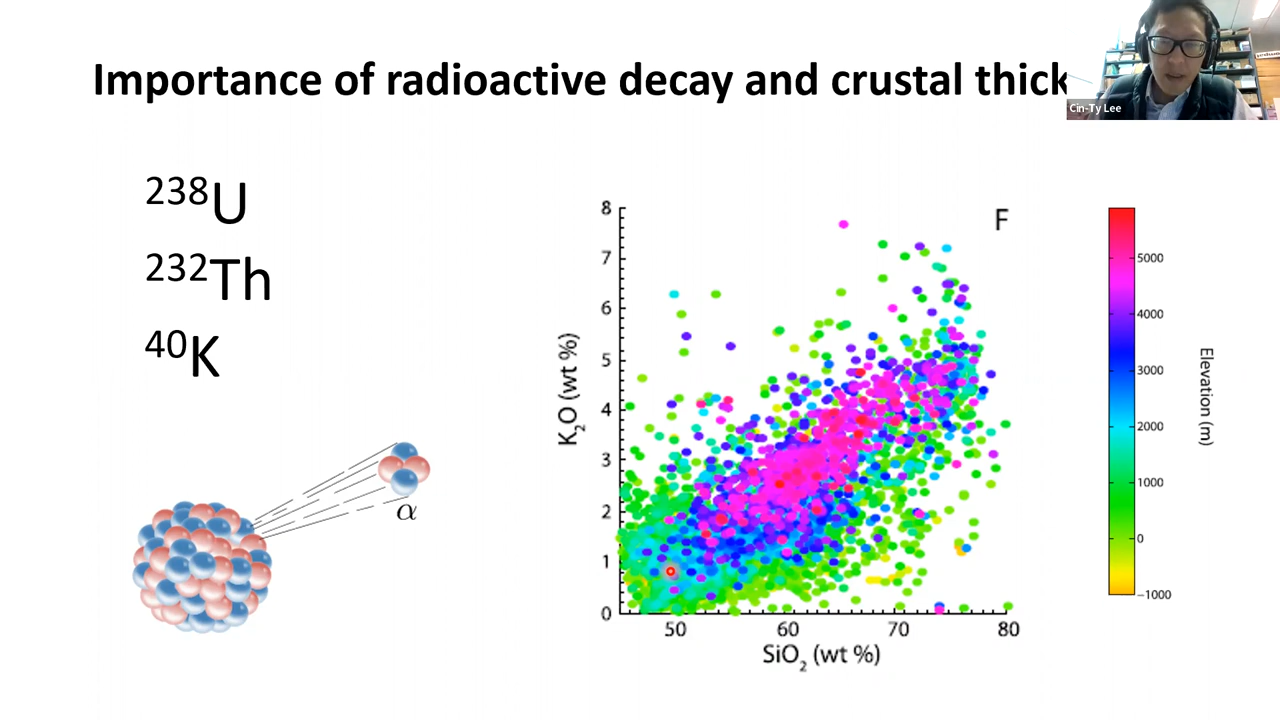 Importance of radioactive decay and crustal thick
Cin-Ty Lee
²³⁸U
²³²Th
⁴⁰K
α
F
8
7
6
5
4
3
2
1
0
K₂O (wt %)
50 60 70 80
SiO₂ (wt %)
5000
4000
3000
2000
1000
0
−1000
Elevation (m)